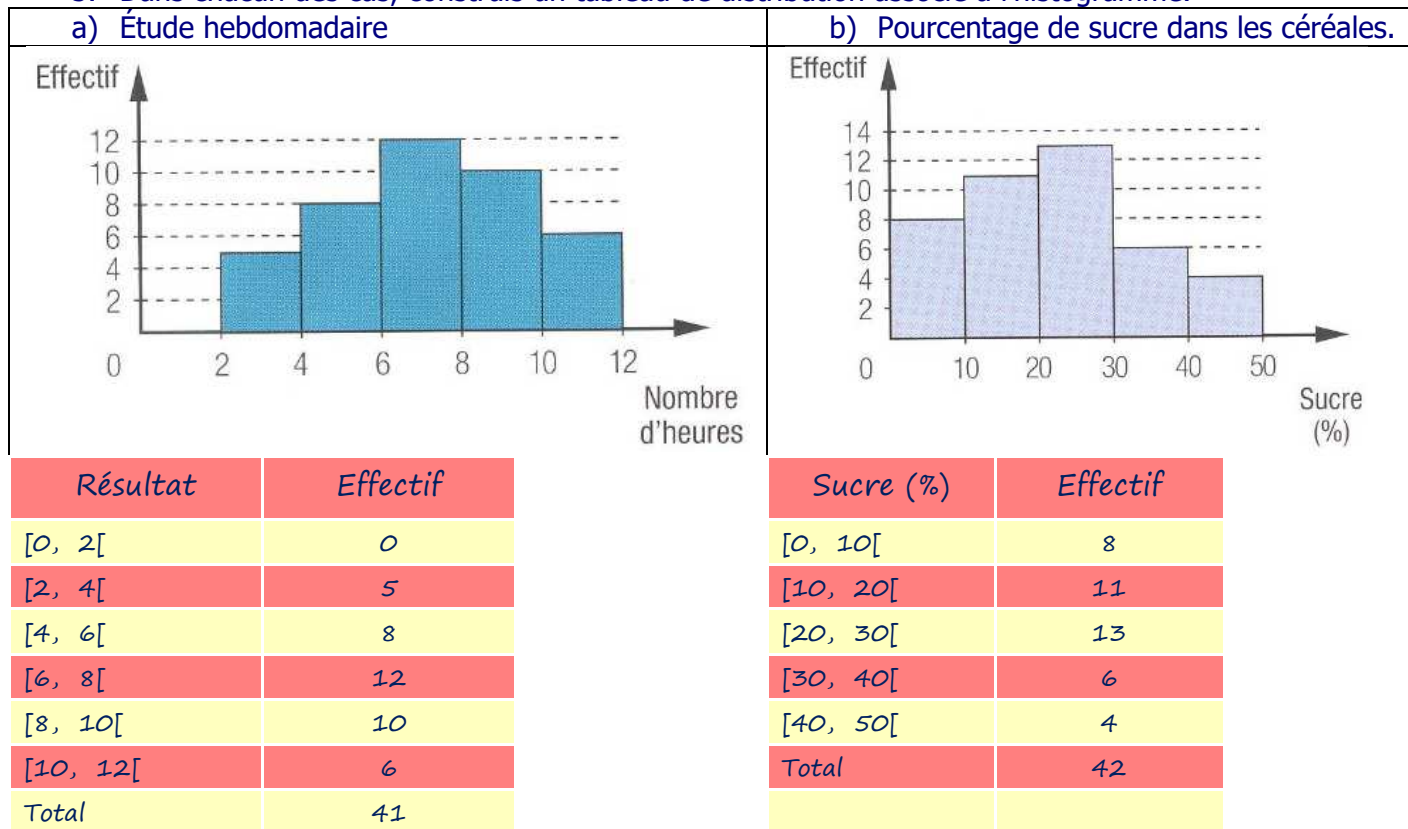 a) Étude hebdomadaire
b) Pourcentage de sucre dans les céréales.
Effectif
12
10
8
6
4
2
0 2 4 6 8 10 12
Nombre
d'heures
Effectif
14
12
10
8
6
4
2
0 10 20 30 40 50
Sucre
(%)
Résultat Effectif
[0, 2[ 0
[2, 4[ 5
[4, 6[ 8
[6, 8[ 12
[8, 10[ 10
[10, 12[ 6
Total 41
Sucre (%) Effectif
[0, 10[ 8
[10, 20[ 11
[20, 30[ 13
[30, 40[ 6
[40, 50[ 4
Total 42